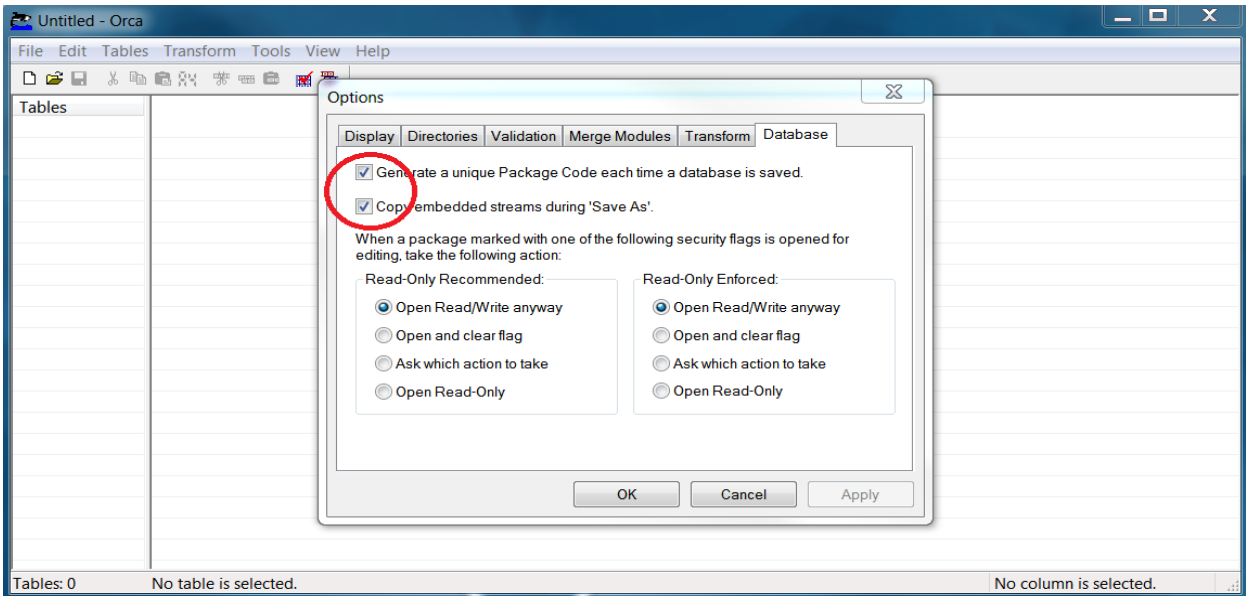 Untitled - Orca
File Edit Tables Transform Tools View Help
Tables
Options
Display Directories Validation Merge Modules Transform Database
Generate a unique Package Code each time a database is saved.
Copy embedded streams during 'Save As'.
When a package marked with one of the following security flags is opened for
editing, take the following action:
Read-Only Recommended: Read-Only Enforced:
Open Read/Write anyway Open Read/Write anyway
Open and clear flag Open and clear flag
Ask which action to take Ask which action to take
Open Read-Only Open Read-Only
OK Cancel Apply
Tables: 0 No table is selected. No column is selected.